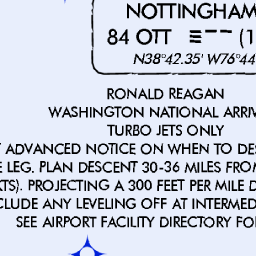 NOTTINGHAM
84 OTT (1
N38°42.35' W76°44
RONALD REAGAN
WASHINGTON NATIONAL ARRIV
TURBO JETS ONLY
ADVANCED NOTICE ON WHEN TO DES
LEG. PLAN DESCENT 30-36 MILES FROM
KTS). PROJECTING A 300 FEET PER MILE D
CLUDE ANY LEVELING OFF AT INTERMED
SEE AIRPORT FACILITY DIRECTORY FO